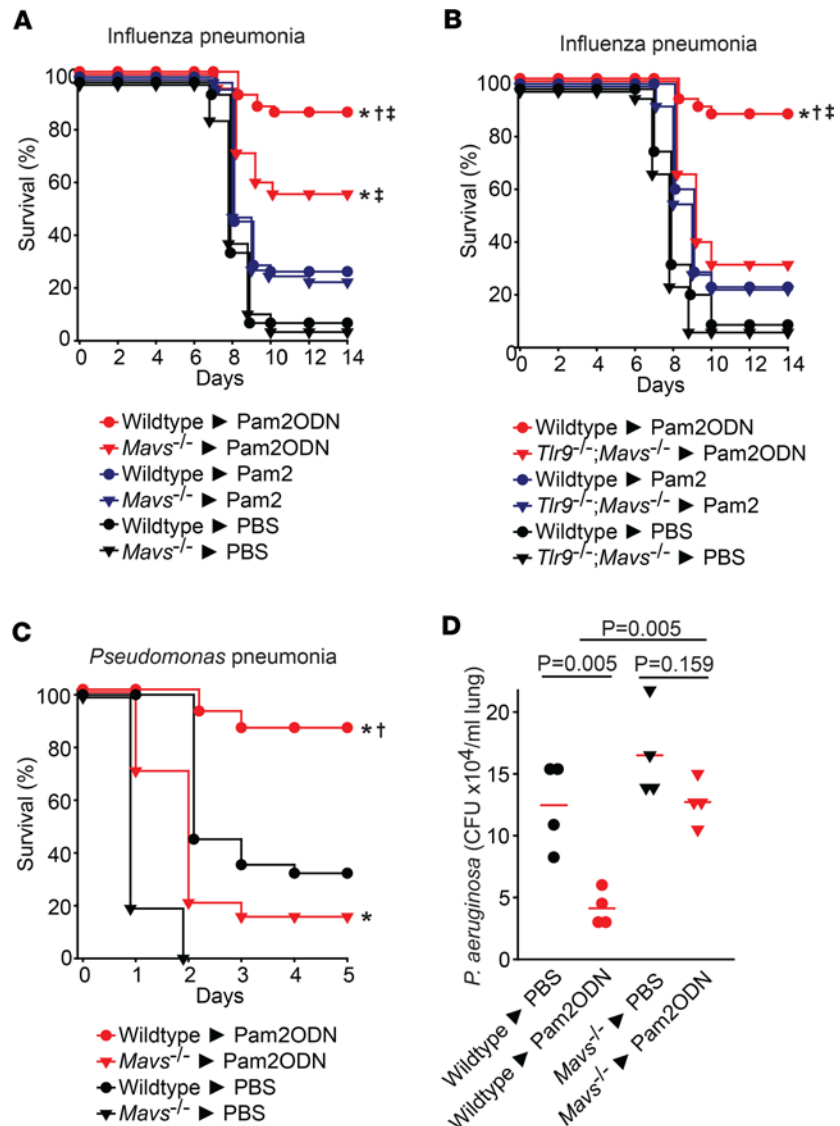 A
Influenza pneumonia
Survival (%)
100
80
60
40
20
0
*†‡
*‡
0 2 4 6 8 10 12 14
Days
Wildtype ► Pam2ODN
Mavs-/- ► Pam2ODN
Wildtype ► Pam2
Mavs-/- ► Pam2
Wildtype ► PBS
Mavs-/- ► PBS
B
Influenza pneumonia
Survival (%)
100
80
60
40
20
0
*†‡
0 2 4 6 8 10 12 14
Days
Wildtype ► Pam2ODN
Tlr9-/-;Mavs-/- ► Pam2ODN
Wildtype ► Pam2
Tlr9-/-;Mavs-/- ► Pam2
Wildtype ► PBS
Tlr9-/-;Mavs-/- ► PBS
C
Pseudomonas pneumonia
Survival (%)
100
80
60
40
20
0
*†
*
0 1 2 3 4 5
Days
Wildtype ► Pam2ODN
Mavs-/- ► Pam2ODN
Wildtype ► PBS
Mavs-/- ► PBS
D
P=0.005
P=0.005 P=0.159
P. aeruginosa (CFU x10⁴/ml lung)
20
15
10
5
0
Wildtype ► PBS
Wildtype ► Pam2ODN
Mavs-/- ► PBS
Mavs-/- ► Pam2ODN